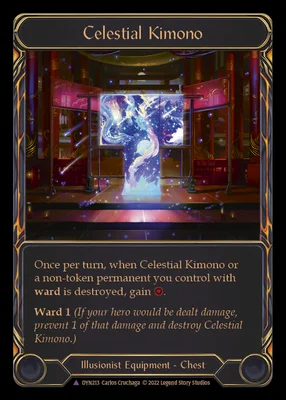 Celestial Kimono
Once per turn, when Celestial Kimono or
a non-token permanent you control with
ward is destroyed, gain
Ward 1 (If your hero would be dealt damage,
prevent 1 of that damage and destroy Celestial
Kimono.)
Illusionist Equipment - Chest
DYN213 Carlos Cruchaga © 2022 Legend Story Studios